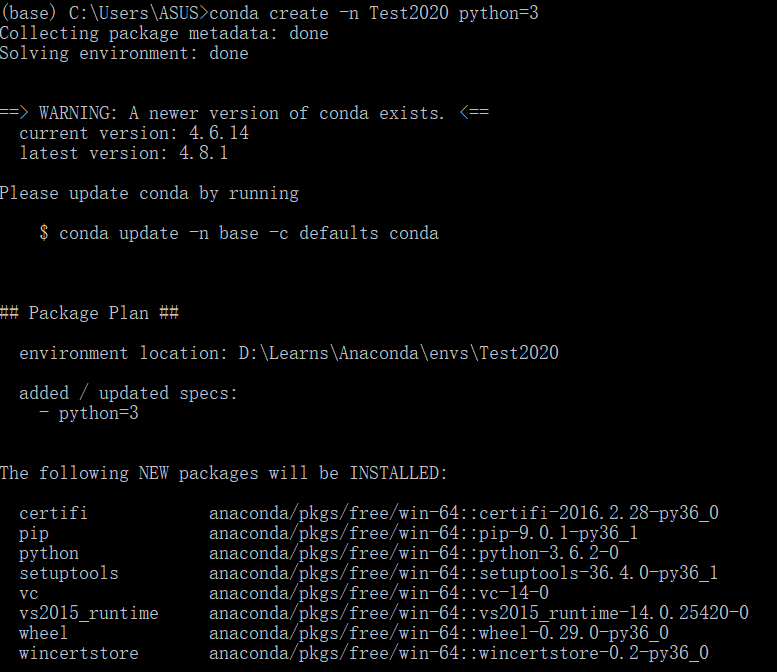 (base) C:\Users\ASUS>conda create -n Test2020 python=3
Collecting package metadata: done
Solving environment: done
==> WARNING: A newer version of conda exists. <==
current version: 4.6.14
latest version: 4.8.1
Please update conda by running
$ conda update -n base -c defaults conda
## Package Plan ##
environment location: D:\Learns\Anaconda\envs\Test2020
added / updated specs:
- python=3
The following NEW packages will be INSTALLED:
certifi anaconda/pkgs/free/win-64::certifi-2016.2.28-py36_0
pip anaconda/pkgs/free/win-64::pip-9.0.1-py36_1
python anaconda/pkgs/free/win-64::python-3.6.2-0
setuptools anaconda/pkgs/free/win-64::setuptools-36.4.0-py36_1
vc anaconda/pkgs/free/win-64::vc-14-0
vs2015_runtime anaconda/pkgs/free/win-64::vs2015_runtime-14.0.25420-0
wheel anaconda/pkgs/free/win-64::wheel-0.29.0-py36_0
wincertstore anaconda/pkgs/free/win-64::wincertstore-0.2-py36_0